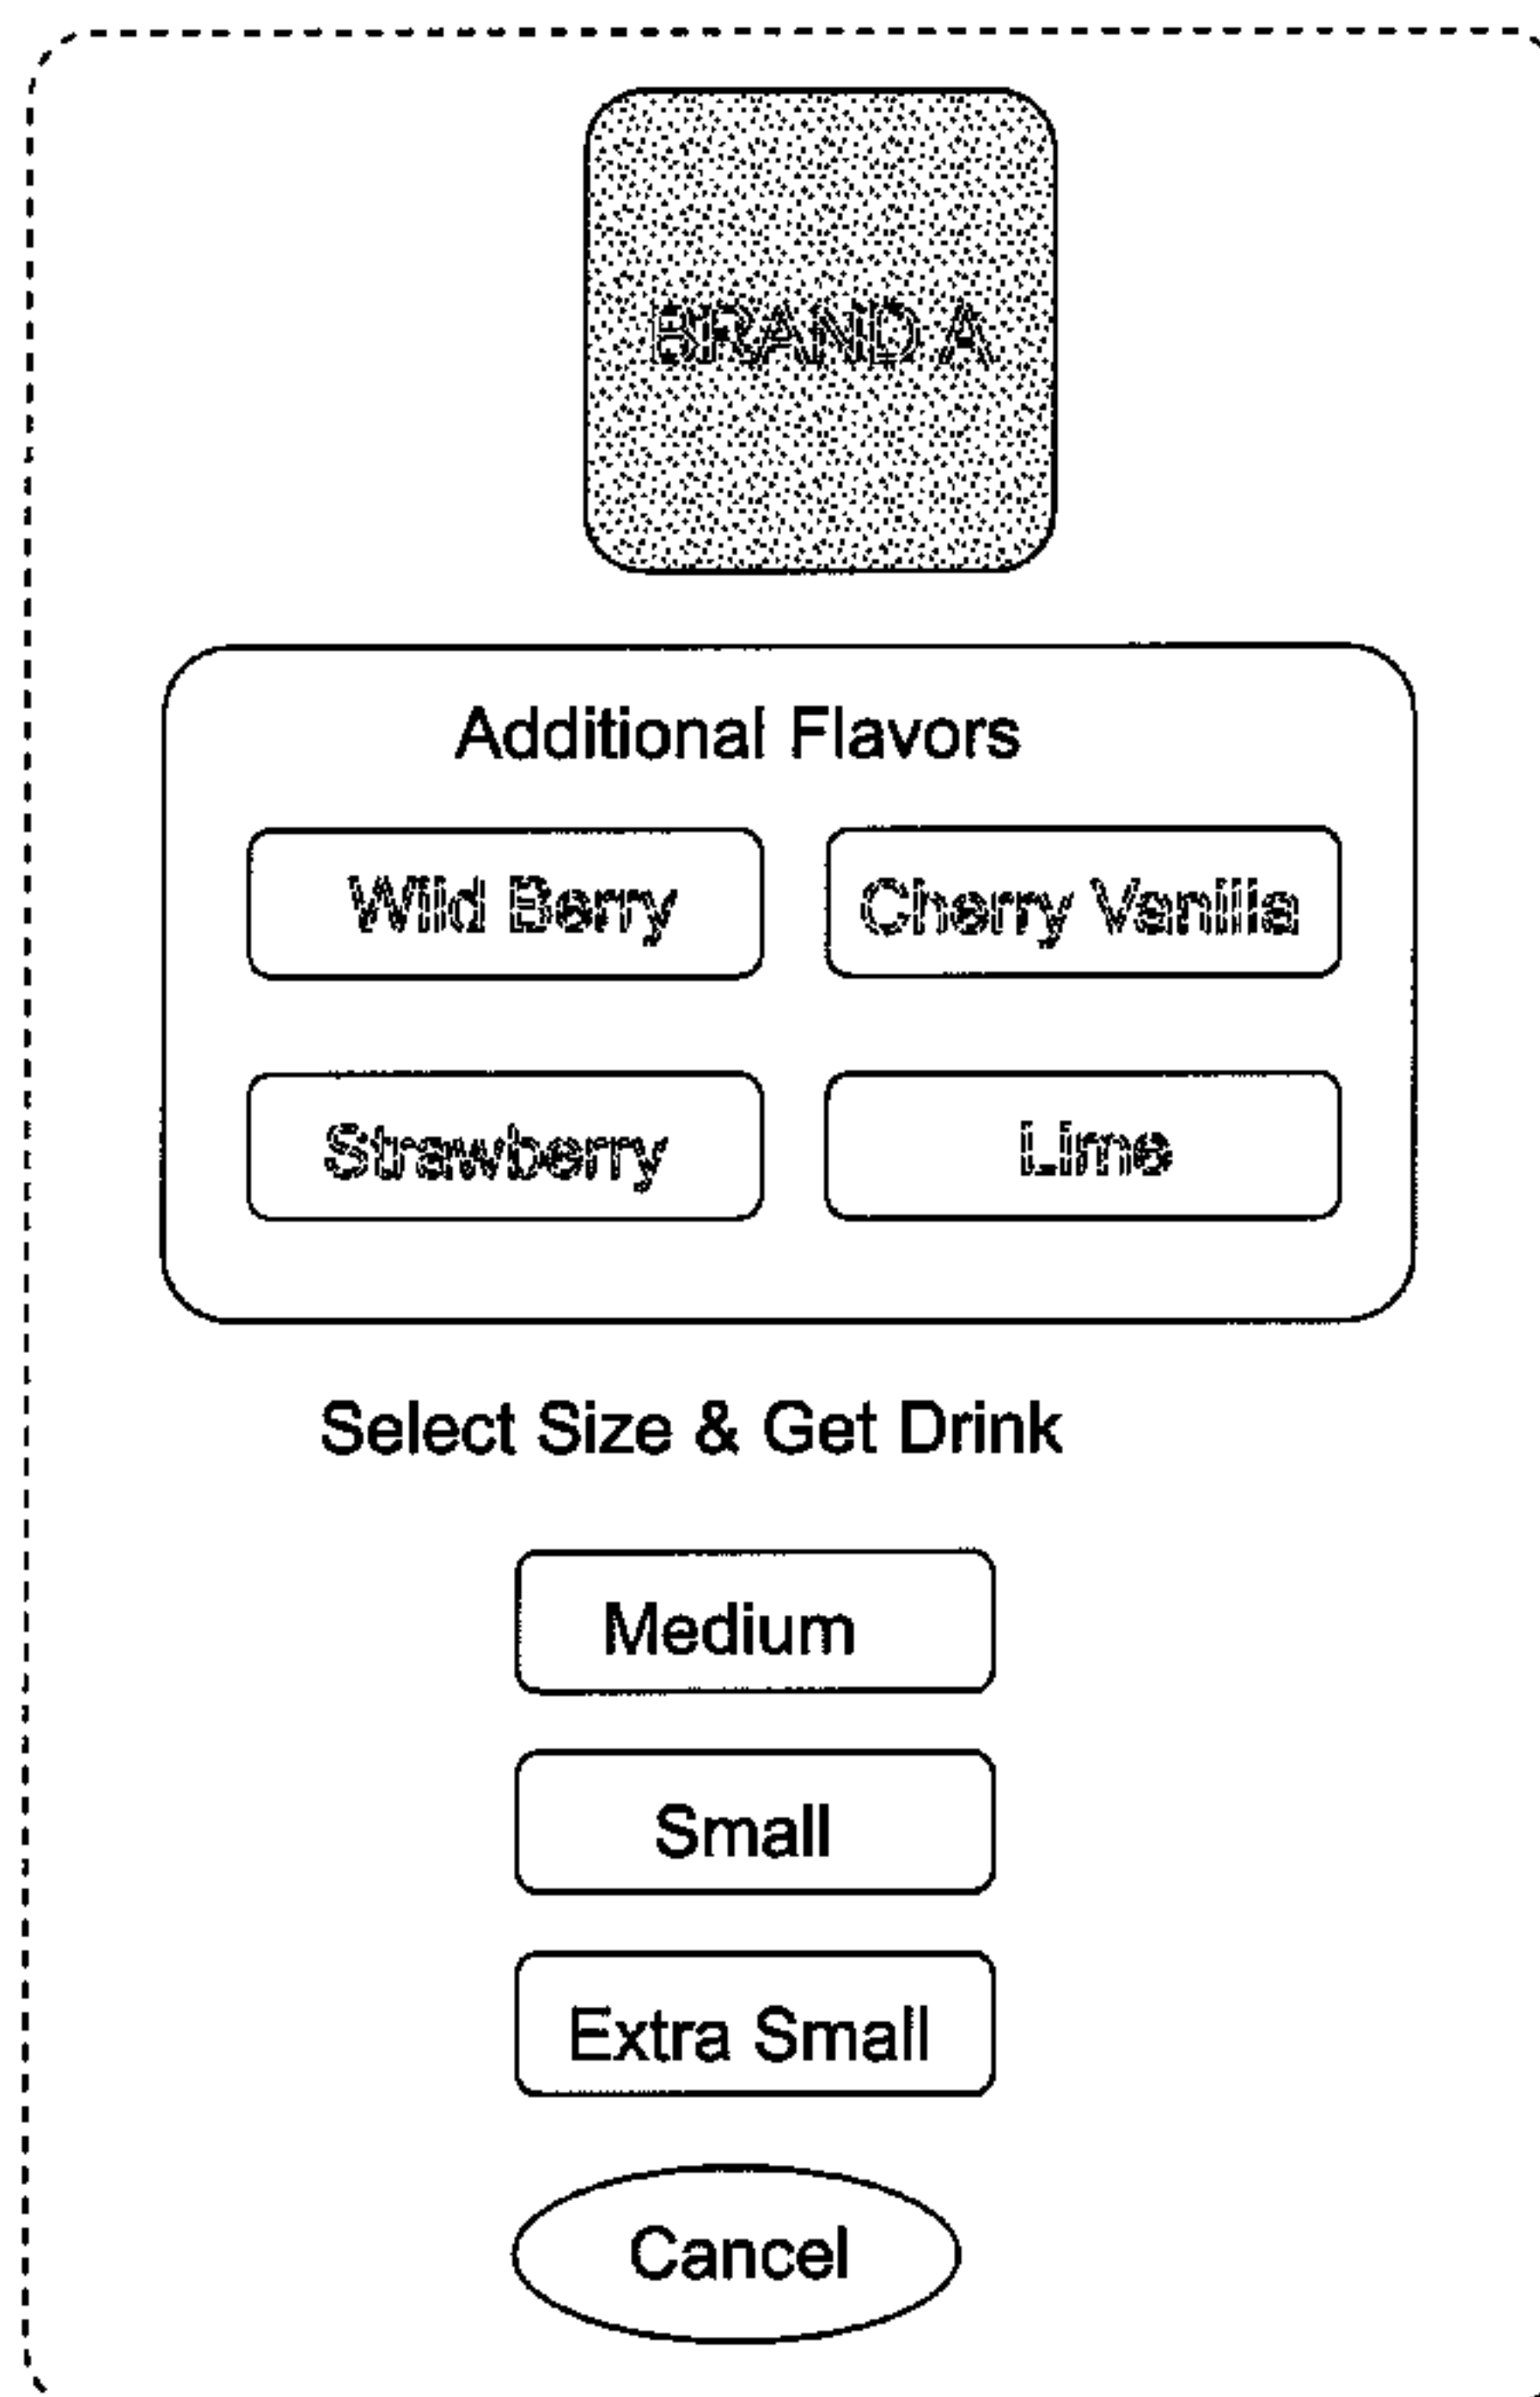 BRAND A
Additional Flavors
Wild Berry
Cherry Vanilla
Strawberry
Lime
Select Size & Get Drink
Medium
Small
Extra Small
Cancel